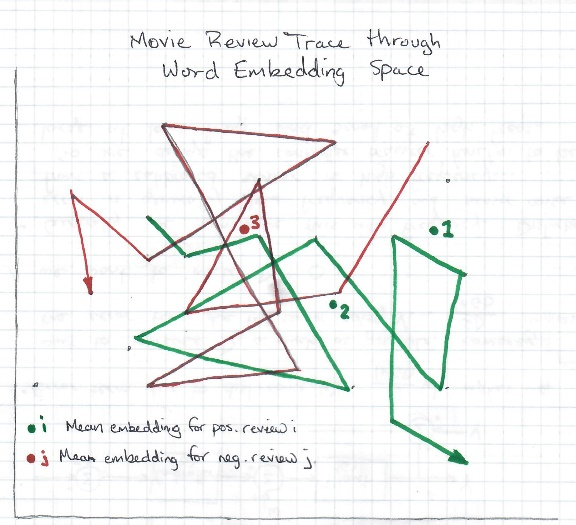 Movie Review Trace through
Word Embedding Space
3
1
2
i Mean embedding for pos. review i
j Mean embedding for neg. review j.